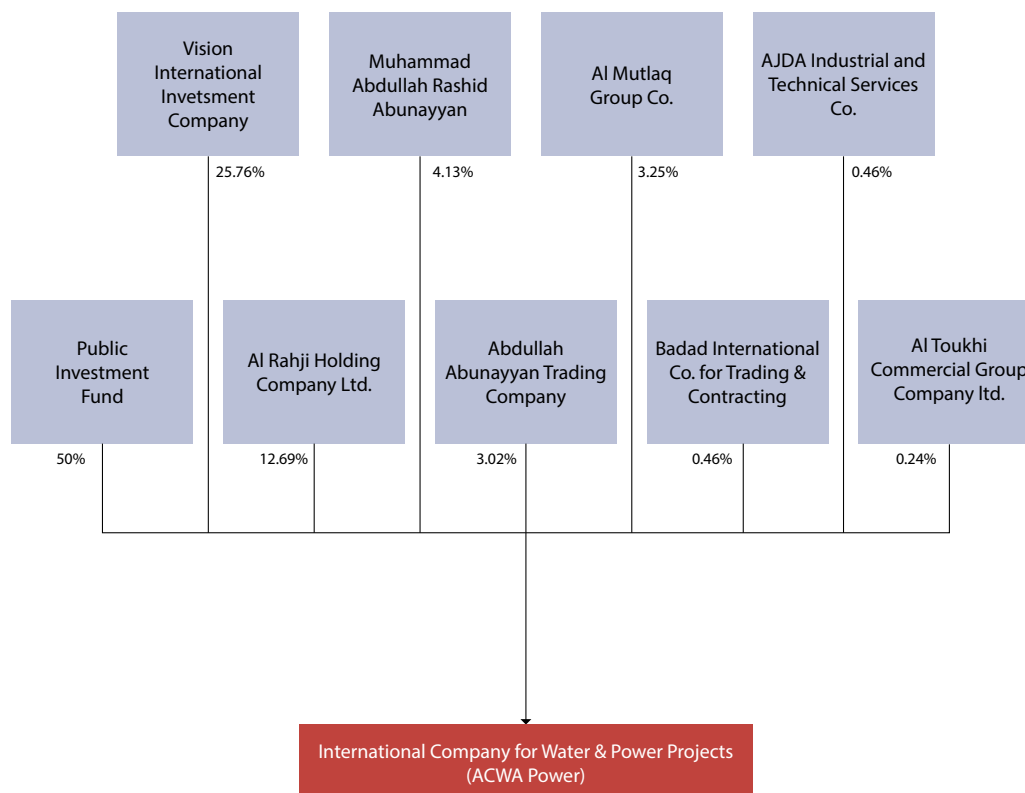 Vision
International
Invetsment
Company
Muhammad
Abdullah Rashid
Abunayyan
Al Mutlaq
Group Co.
AJDA Industrial and
Technical Services
Co.
25.76%
4.13%
3.25%
0.46%
Public
Investment
Fund
Al Rahji Holding
Company Ltd.
Abdullah
Abunayyan Trading
Company
Badad International
Co. for Trading &
Contracting
Al Toukhi
Commercial Group
Company ltd.
50%
12.69%
3.02%
0.46%
0.24%
International Company for Water & Power Projects
(ACWA Power)